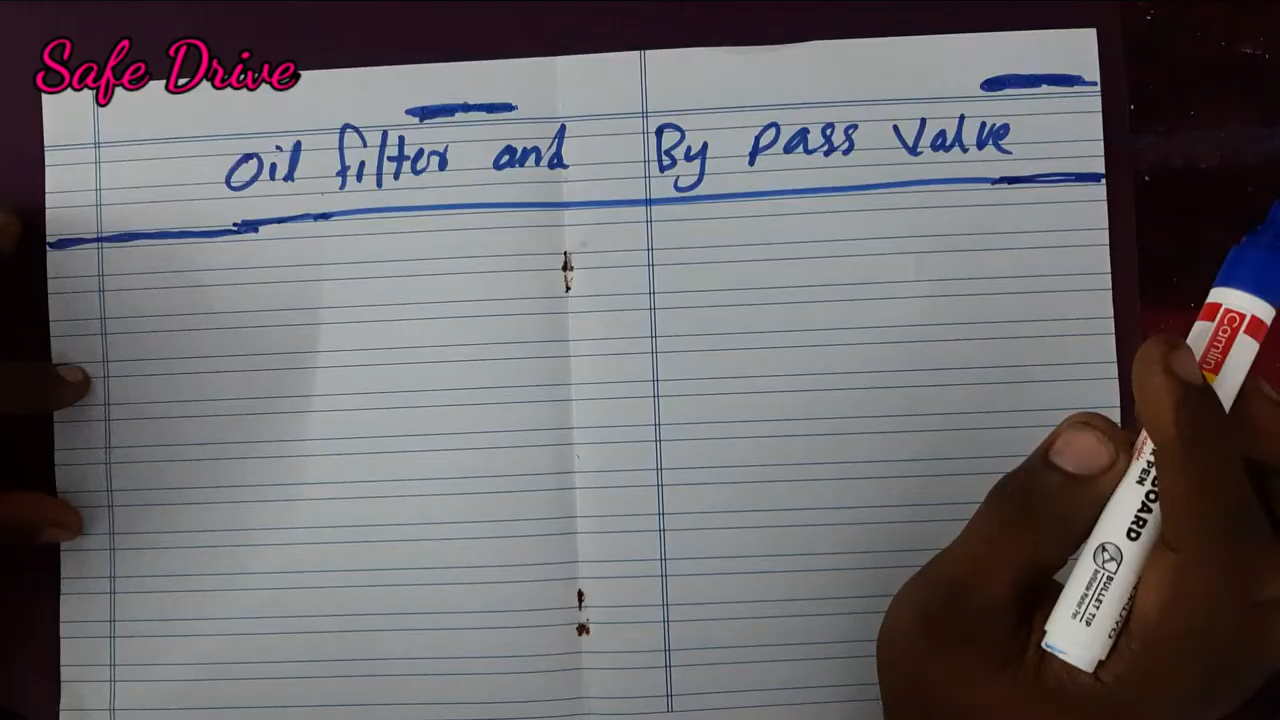 Safe Drive
Oil filter and By Pass Valve
Camlin
BOARD
PEN
BULLET TIP